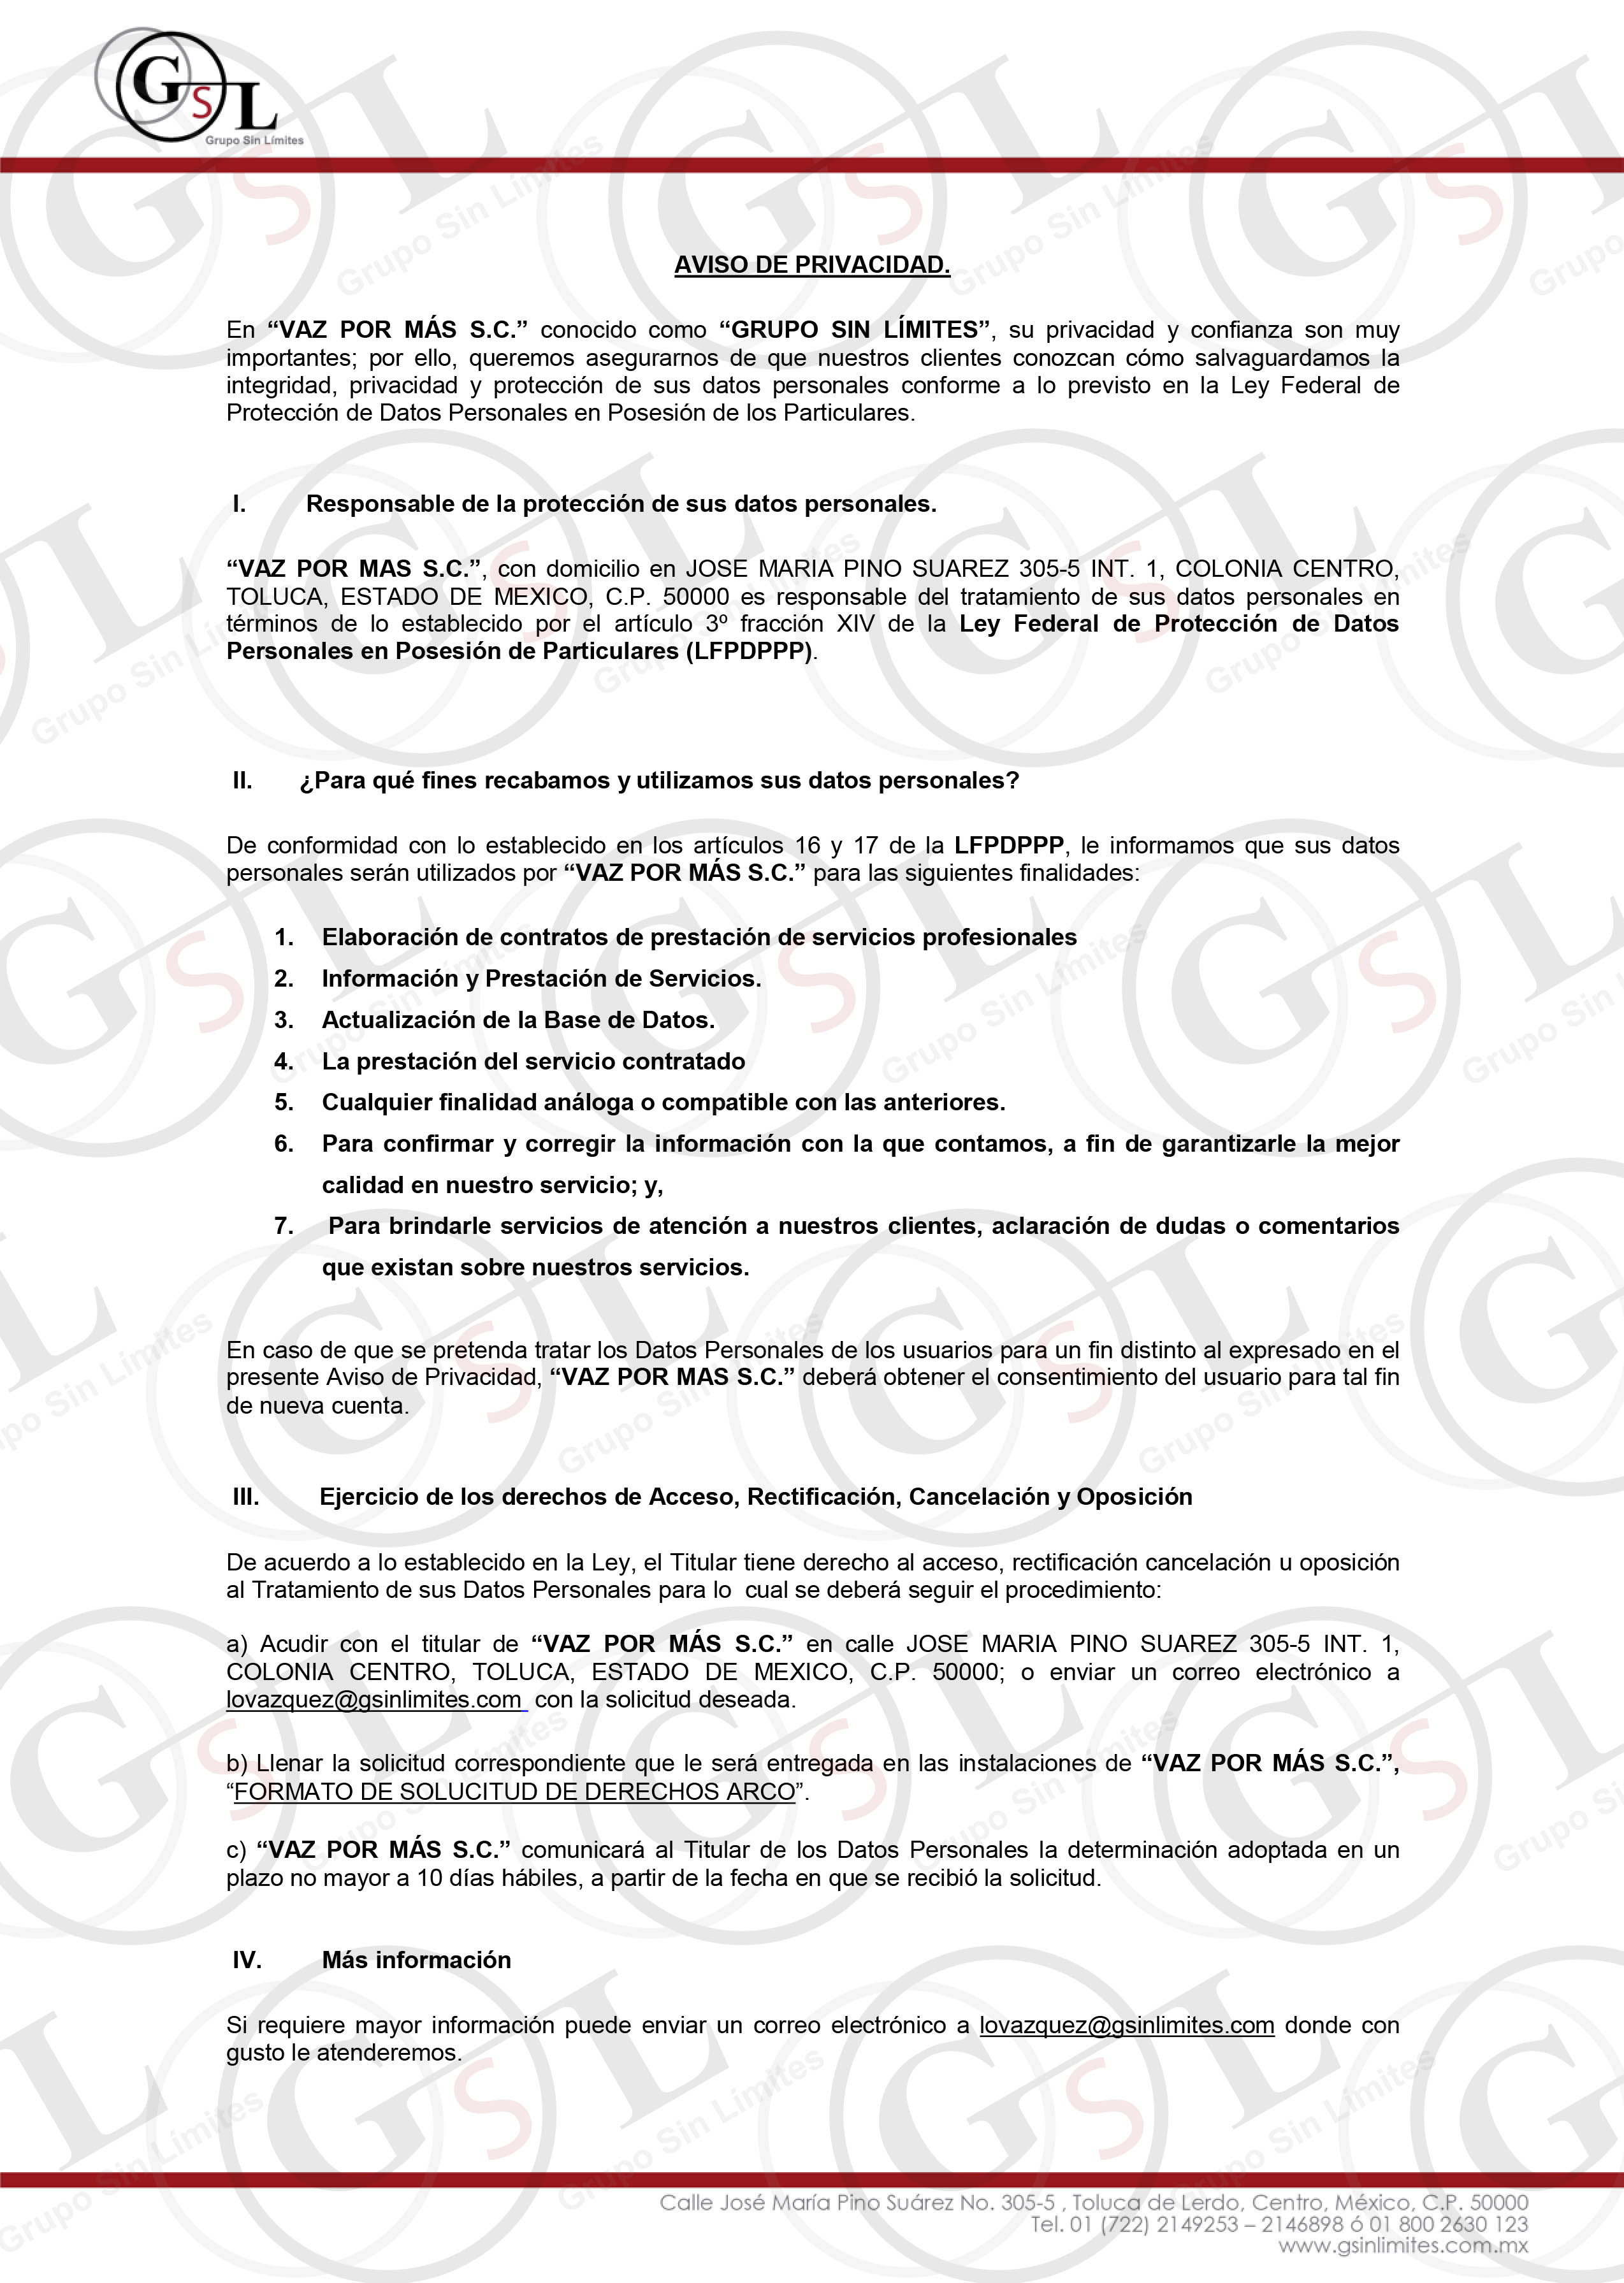 GSL
Grupo Sin Límites
AVISO DE PRIVACIDAD.
En “VAZ POR MÁS S.C.” conocido como “GRUPO SIN LÍMITES”, su privacidad y confianza son muy
importantes; por ello, queremos asegurarnos de que nuestros clientes conozcan cómo salvaguardamos la
integridad, privacidad y protección de sus datos personales conforme a lo previsto en la Ley Federal de
Protección de Datos Personales en Posesión de los Particulares.
I. Responsable de la protección de sus datos personales.
“VAZ POR MAS S.C.”, con domicilio en JOSE MARIA PINO SUAREZ 305-5 INT. 1, COLONIA CENTRO,
TOLUCA, ESTADO DE MEXICO, C.P. 50000 es responsable del tratamiento de sus datos personales en
términos de lo establecido por el artículo 3º fracción XIV de la Ley Federal de Protección de Datos
Personales en Posesión de Particulares (LFPDPPP).
II. ¿Para qué fines recabamos y utilizamos sus datos personales?
De conformidad con lo establecido en los artículos 16 y 17 de la LFPDPPP, le informamos que sus datos
personales serán utilizados por “VAZ POR MÁS S.C.” para las siguientes finalidades:
1. Elaboración de contratos de prestación de servicios profesionales
2. Información y Prestación de Servicios.
3. Actualización de la Base de Datos.
4. La prestación del servicio contratado
5. Cualquier finalidad análoga o compatible con las anteriores.
6. Para confirmar y corregir la información con la que contamos, a fin de garantizarle la mejor
calidad en nuestro servicio; y,
7. Para brindarle servicios de atención a nuestros clientes, aclaración de dudas o comentarios
que existan sobre nuestros servicios.
En caso de que se pretenda tratar los Datos Personales de los usuarios para un fin distinto al expresado en el
presente Aviso de Privacidad, “VAZ POR MAS S.C.” deberá obtener el consentimiento del usuario para tal fin
de nueva cuenta.
III. Ejercicio de los derechos de Acceso, Rectificación, Cancelación y Oposición
De acuerdo a lo establecido en la Ley, el Titular tiene derecho al acceso, rectificación cancelación u oposición
al Tratamiento de sus Datos Personales para lo cual se deberá seguir el procedimiento:
a) Acudir con el titular de “VAZ POR MÁS S.C.” en calle JOSE MARIA PINO SUAREZ 305-5 INT. 1,
COLONIA CENTRO, TOLUCA, ESTADO DE MEXICO, C.P. 50000; o enviar un correo electrónico a
lovazquez@gsinlimites.com con la solicitud deseada.
b) Llenar la solicitud correspondiente que le será entregada en las instalaciones de “VAZ POR MÁS S.C.”,
“FORMATO DE SOLUCITUD DE DERECHOS ARCO”.
c) “VAZ POR MÁS S.C.” comunicará al Titular de los Datos Personales la determinación adoptada en un
plazo no mayor a 10 días hábiles, a partir de la fecha en que se recibió la solicitud.
IV. Más información
Si requiere mayor información puede enviar un correo electrónico a lovazquez@gsinlimites.com donde con
gusto le atenderemos.
Calle José María Pino Suárez No. 305-5 , Toluca de Lerdo, Centro, México, C.P. 50000
Tel. 01 (722) 2149253 – 2146898 ó 01 800 2630 123
www.gsinlimites.com.mx